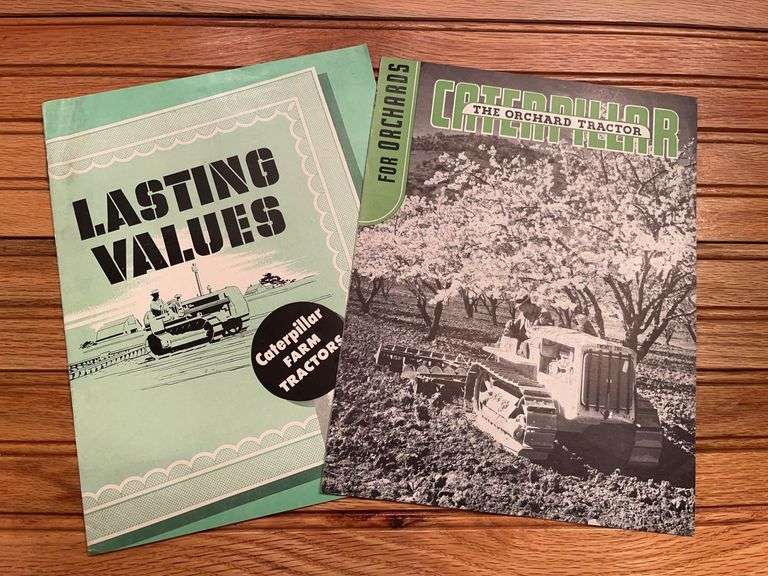 LASTING
VALUES
Caterpillar
FARM
TRACTORS
FOR ORCHARDS
CATERPILLAR
THE ORCHARD TRACTOR